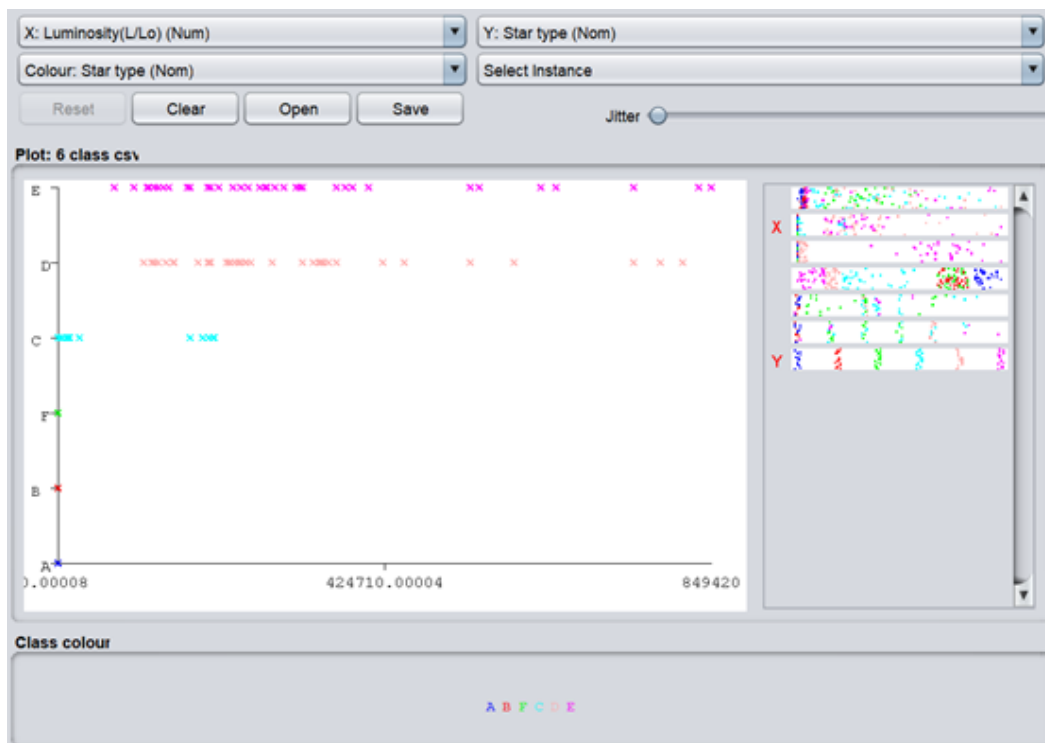 X: Luminosity(L/Lo) (Num) Y: Star type (Nom)
Colour: Star type (Nom) Select Instance
Reset Clear Open Save Jitter
Plot: 6 class csv
E
D
C
F
B
A
0.00008 424710.00004 849420
X
Y
Class colour
A B F C D E